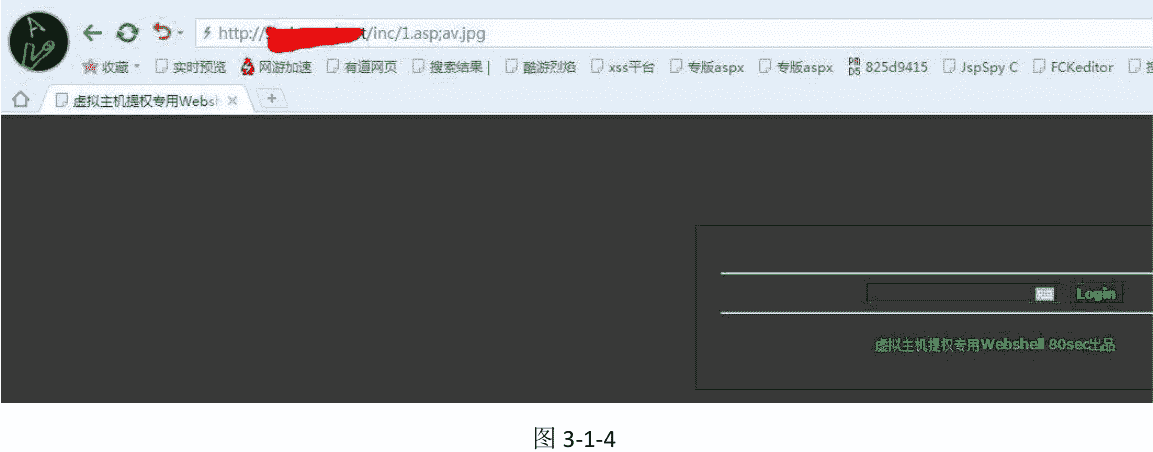 http://t/inc/1.asp;av.jpg
收藏 实时预览 网游加速 有道网页 搜索结果 | 酷游烈焰 xss平台 专版aspx 专版aspx PM D5 825d9415 JspSpy C FCKeditor
虚拟主机提权专用Websh
Login
虚拟主机提权专用Webshell 80sec出品
图 3-1-4